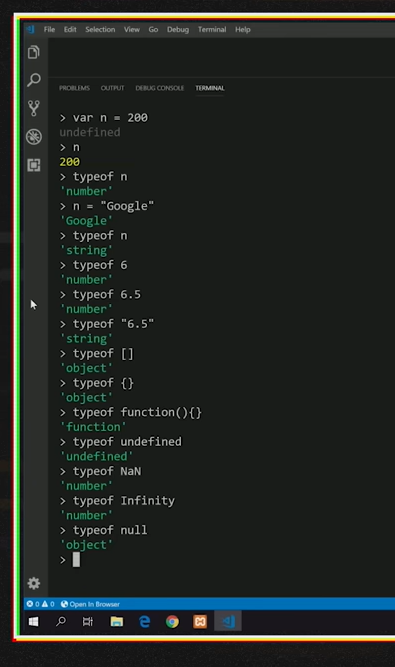 File Edit Selection View Go Debug Terminal Help
PROBLEMS OUTPUT DEBUG CONSOLE TERMINAL
> var n = 200
undefined
> n
200
> typeof n
'number'
> n = "Google"
'Google'
> typeof n
'string'
> typeof 6
'number'
> typeof 6.5
'number'
> typeof "6.5"
'string'
> typeof []
'object'
> typeof {}
'object'
> typeof function(){}
'function'
> typeof undefined
'undefined'
> typeof NaN
'number'
> typeof Infinity
'number'
> typeof null
'object'
>
0 0 Open In Browser